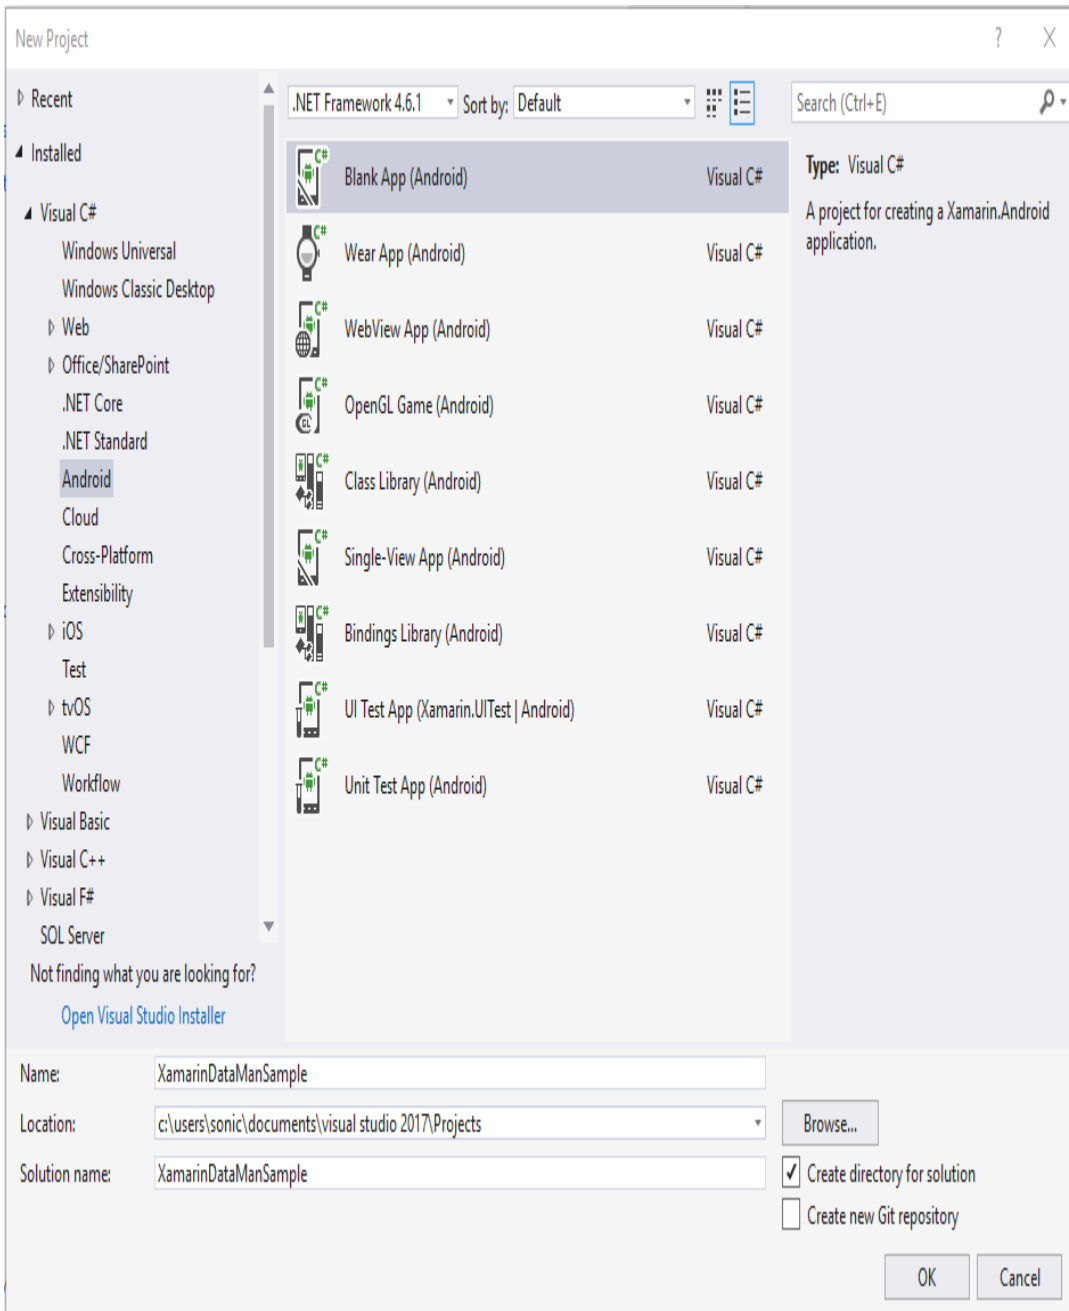 New Project
?
Recent
Installed
Visual C#
Windows Universal
Windows Classic Desktop
Web
Office/SharePoint
.NET Core
.NET Standard
Android
Cloud
Cross-Platform
Extensibility
iOS
Test
tvOS
WCF
Workflow
Visual Basic
Visual C++
Visual F#
SQL Server
Not finding what you are looking for?
Open Visual Studio Installer
.NET Framework 4.6.1
Sort by: Default
Blank App (Android) Visual C#
Wear App (Android) Visual C#
WebView App (Android) Visual C#
OpenGL Game (Android) Visual C#
Class Library (Android) Visual C#
Single-View App (Android) Visual C#
Bindings Library (Android) Visual C#
UI Test App (Xamarin.UITest | Android) Visual C#
Unit Test App (Android) Visual C#
Search (Ctrl+E)
Type: Visual C#
A project for creating a Xamarin.Android
application.
Name: XamarinDataManSample
Location: c:\users\sonic\documents\visual studio 2017\Projects
Browse...
Solution name: XamarinDataManSample
Create directory for solution
Create new Git repository
OK
Cancel